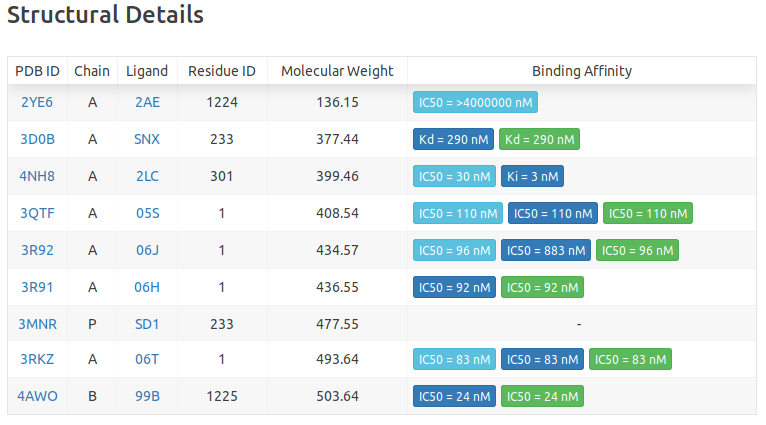 Structural Details
PDB ID Chain Ligand Residue ID Molecular Weight Binding Affinity
2YE6 A 2AE 1224 136.15 IC50 = >4000000 nM
3D0B A SNX 233 377.44 Kd = 290 nM Kd = 290 nM
4NH8 A 2LC 301 399.46 IC50 = 30 nM Ki = 3 nM
3QTF A 05S 1 408.54 IC50 = 110 nM IC50 = 110 nM IC50 = 110 nM
3R92 A 06J 1 434.57 IC50 = 96 nM IC50 = 883 nM IC50 = 96 nM
3R91 A 06H 1 436.55 IC50 = 92 nM IC50 = 92 nM
3MNR P SD1 233 477.55 -
3RKZ A 06T 1 493.64 IC50 = 83 nM IC50 = 83 nM IC50 = 83 nM
4AWO B 99B 1225 503.64 IC50 = 24 nM IC50 = 24 nM